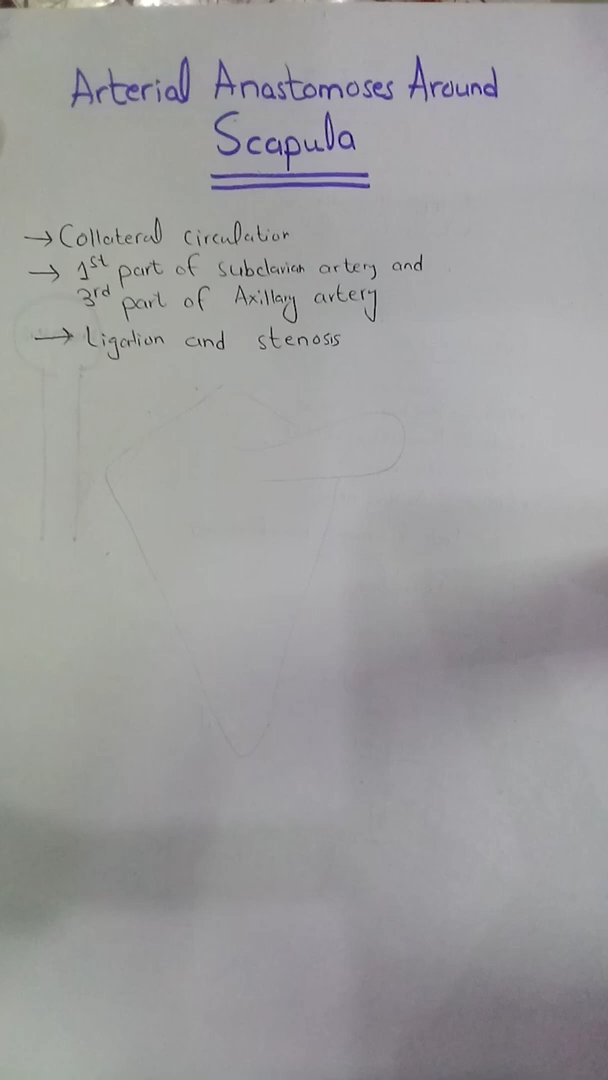 Arterial Anastomoses Around
Scapula
→ Collateral circulation
→ 1st part of subclavian artery and
3rd part of Axillary artery
→ Ligation and stenosis